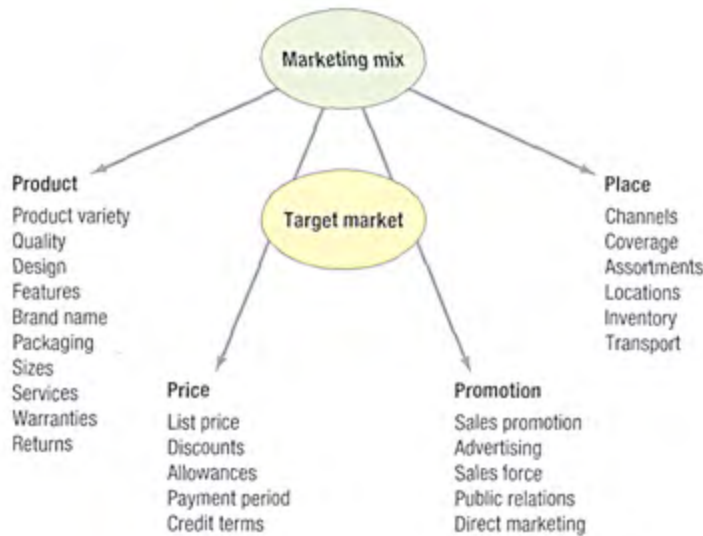 Marketing mix
Target market
Product
Product variety
Quality
Design
Features
Brand name
Packaging
Sizes
Services
Warranties
Returns
Price
List price
Discounts
Allowances
Payment period
Credit terms
Promotion
Sales promotion
Advertising
Sales force
Public relations
Direct marketing
Place
Channels
Coverage
Assortments
Locations
Inventory
Transport